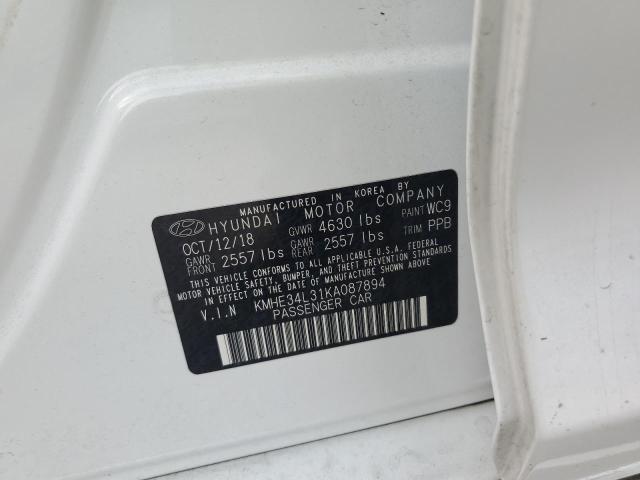 MANUFACTURED IN KOREA BY
HYUNDAI MOTOR COMPANY
OCT/12/18 GVWR 4630 lbs PAINT WC9
GAWR FRONT 2557 lbs GAWR REAR 2557 lbs TRIM PPB
THIS VEHICLE CONFORMS TO ALL APPLICABLE U.S.A. FEDERAL
MOTOR VEHICLE SAFETY, BUMPER, AND THEFT PREVENTION
STANDARDS IN EFFECT ON THE DATE OF MANUFACTURE SHOWN ABOVE.
V.I.N KMHE34L31KA087894
PASSENGER CAR